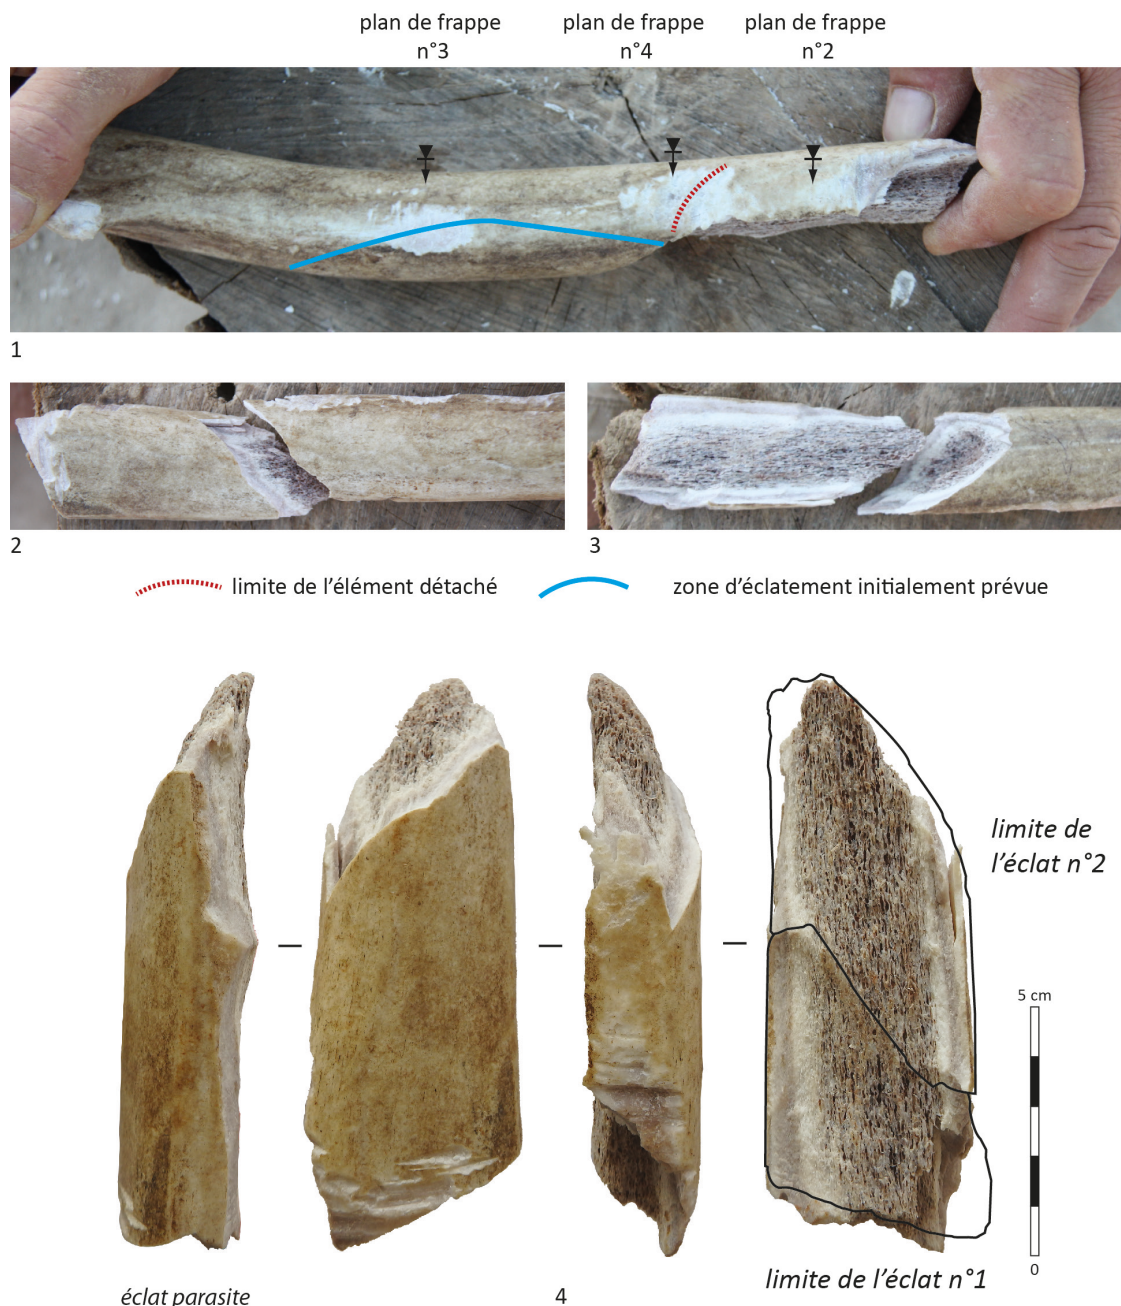 plan de frappe
n°3
plan de frappe
n°4
plan de frappe
n°2
1
2
3
limite de l'élément détaché
zone d'éclatement initialement prévue
limite de
l'éclat n°2
5 cm
0
limite de l'éclat n°1
éclat parasite
4